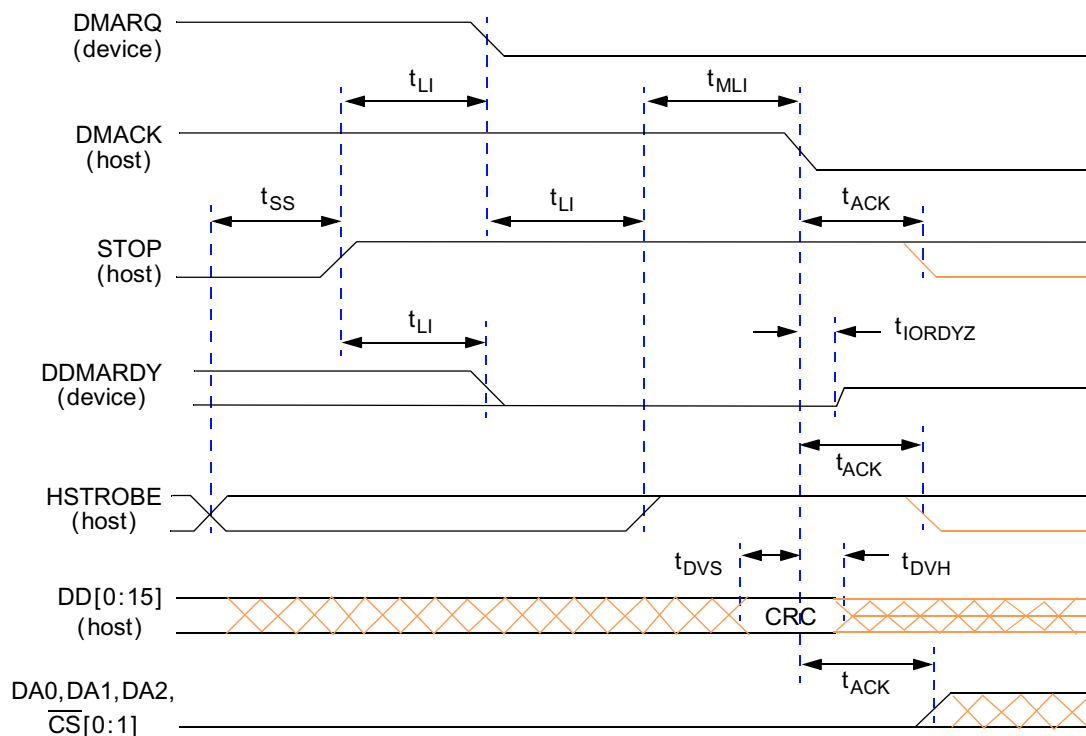 DMARQ
(device)
tLI
tMLI
DMACK
(host)
tSS
tLI
tACK
STOP
(host)
tLI
tIORDYZ
DDMARDY
(device)
tACK
HSTROBE
(host)
tDVS
tDVH
DD[0:15]
(host)
CRC
tACK
DA0,DA1,DA2,
CS[0:1]